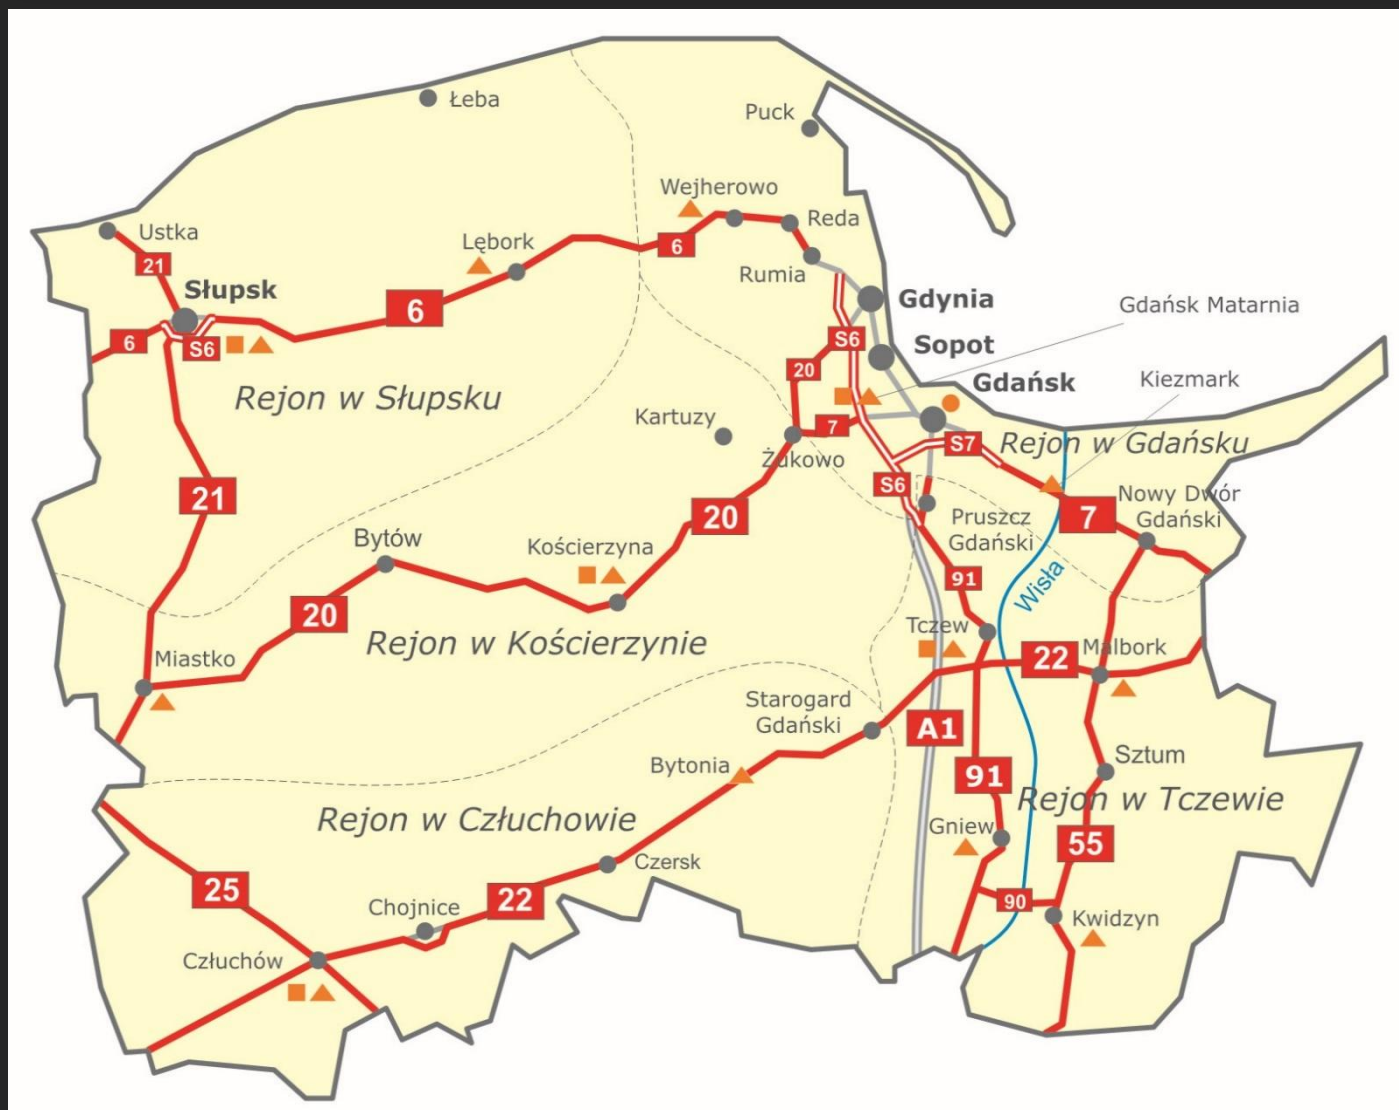 Łeba
Puck
Wejherowo
Ustka
Reda
Lębork
6
21
Rumia
Słupsk
Gdynia
Gdańsk Matarnia
6
6
S6
S6
Sopot
20
Gdańsk
Kiezmark
Rejon w Słupsku
Kartuzy
7
Rejon w Gdańsku
S7
Żukowo
S6
21
Nowy Dwór
Gdański
20
7
Pruszcz
Gdański
Bytów
Kościerzyna
91
Wisła
20
Tczew
Rejon w Kościerzynie
Miastko
22
Malbork
Starogard
Gdański
A1
Bytonia
Sztum
91
Rejon w Tczewie
Rejon w Człuchowie
Gniew
55
Czersk
25
22
90
Chojnice
Kwidzyn
Człuchów